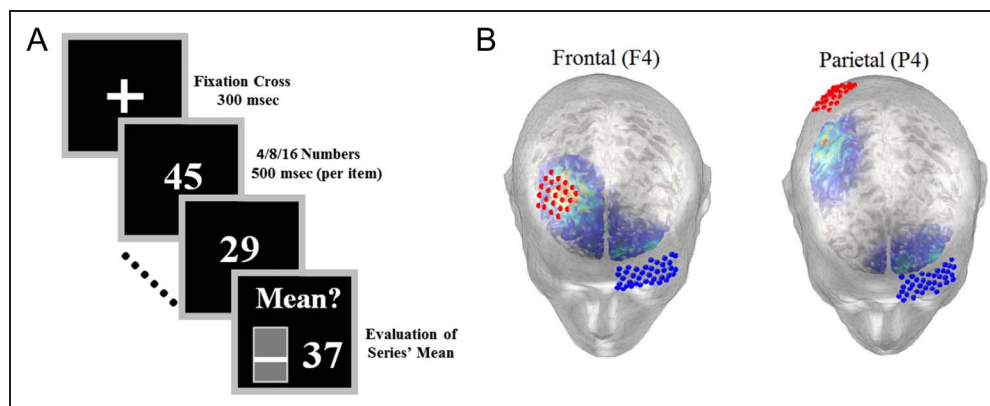 A
Fixation Cross
300 msec
45
4/8/16 Numbers
500 msec (per item)
29
Mean?
37
Evaluation of
Series' Mean
B
Frontal (F4)
Parietal (P4)